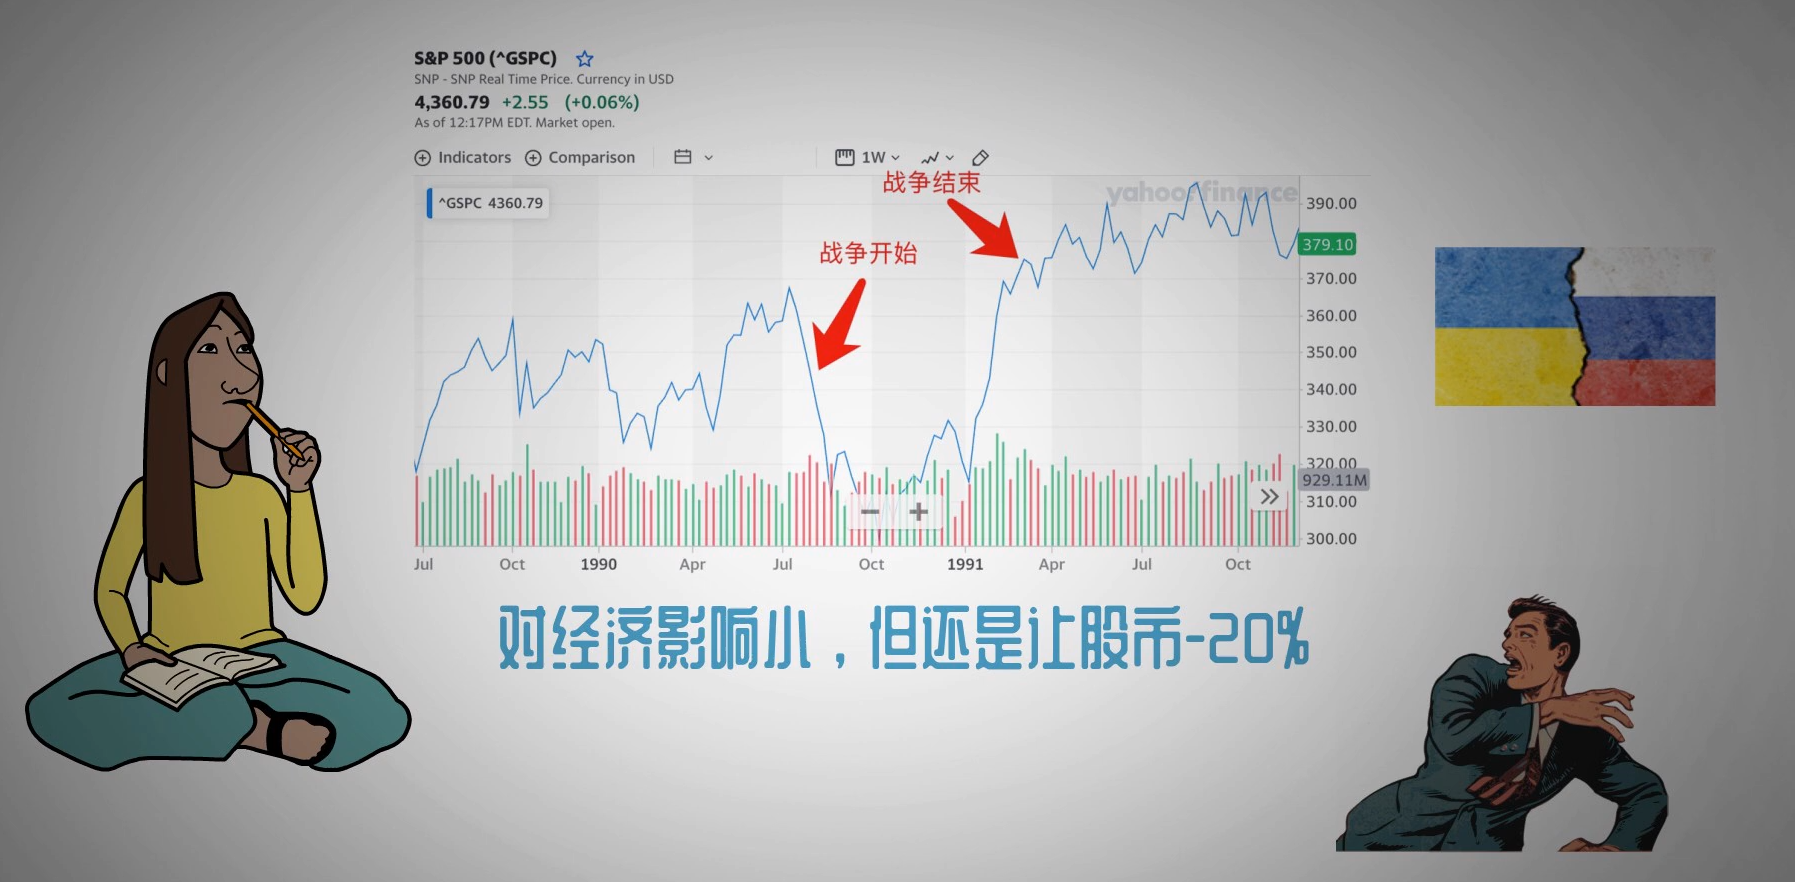 S&P 500 (^GSPC)
SNP - SNP Real Time Price. Currency in USD
4,360.79 +2.55 (+0.06%)
As of 12:17PM EDT. Market open.
Indicators Comparison 1W
战争结束
yahoo! finance
^GSPC 4360.79
战争开始
390.00
379.10
370.00
360.00
350.00
340.00
330.00
320.00
929.11M
310.00
300.00
Jul Oct 1990 Apr Jul Oct 1991 Apr Jul Oct
对经济影响小，但还是让股市-20%